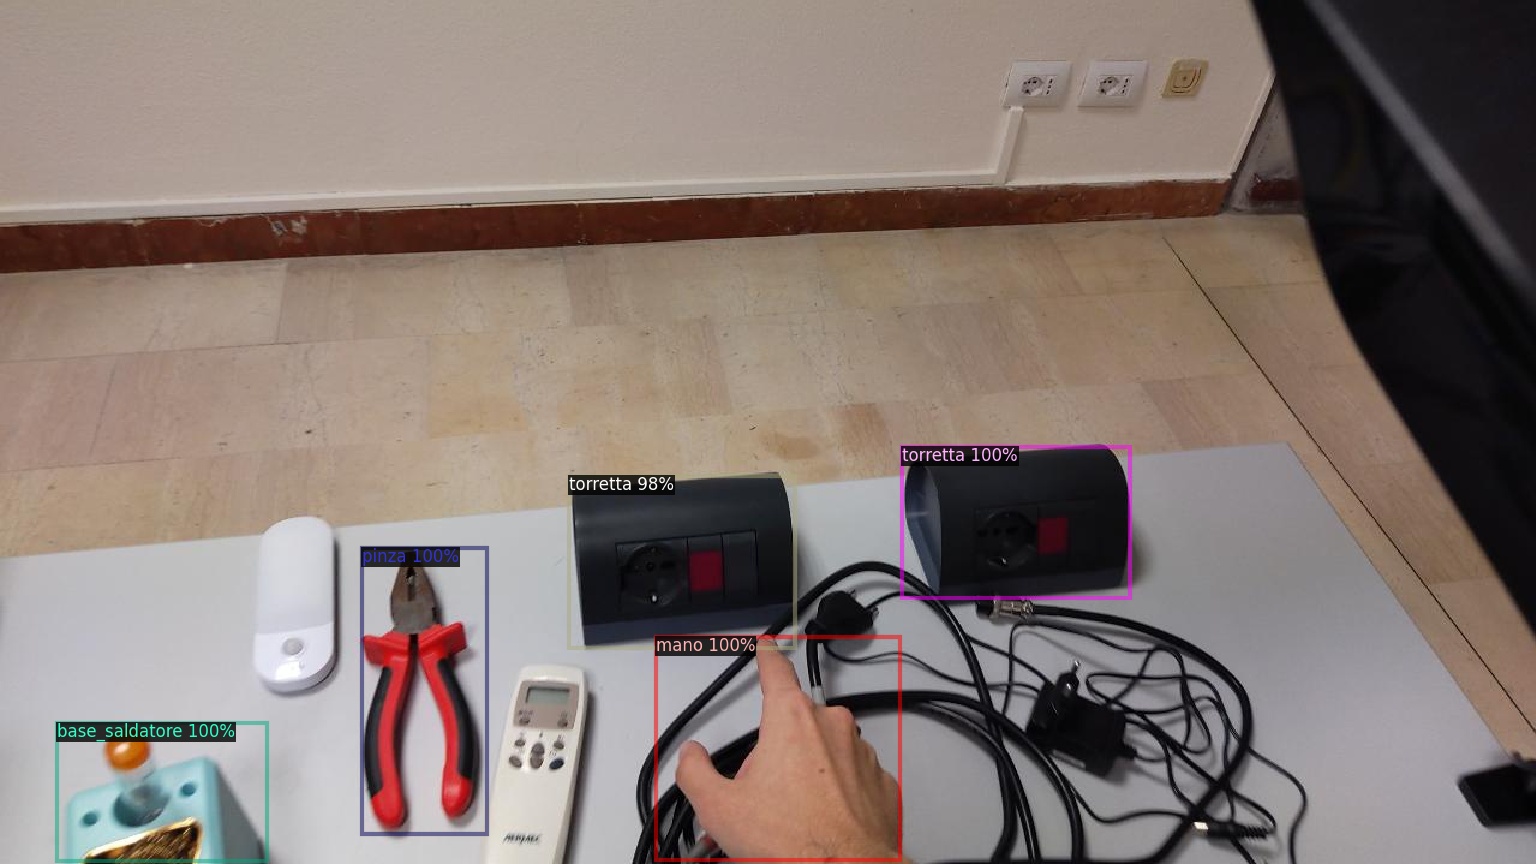 torretta 100%
torretta 98%
pinza 100%
mano 100%
base_saldatore 100%